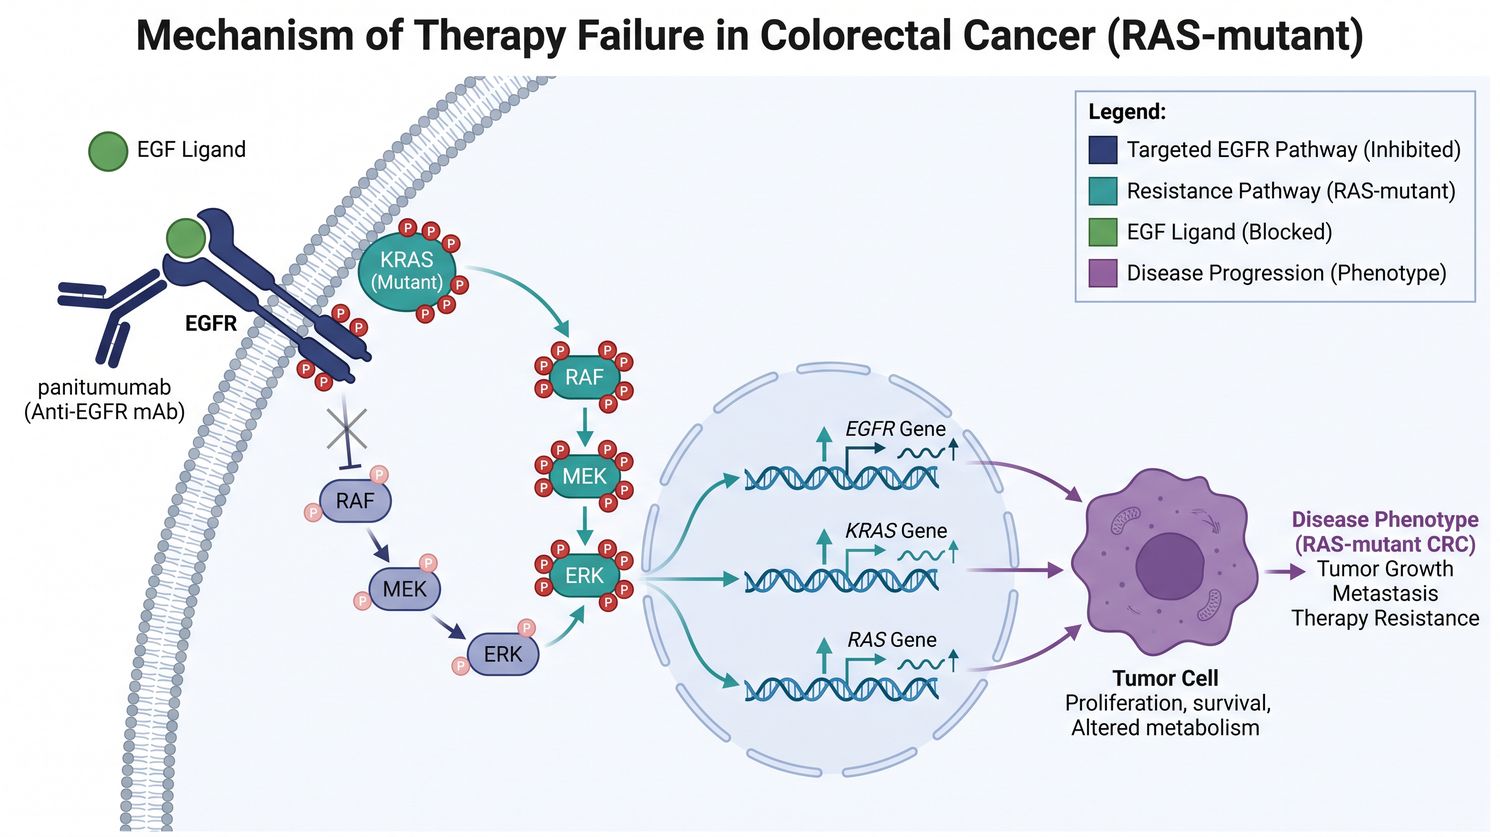 Mechanism of Therapy Failure in Colorectal Cancer (RAS-mutant)
EGF Ligand
EGFR
panitumumab
(Anti-EGFR mAb)
KRAS
(Mutant)
P
P
P
P
P
P
P
P
P
P
RAF
P
P
MEK
P
P
ERK
P
P
RAF
P
P
P
P
P
P
MEK
P
P
P
P
P
P
ERK
P
P
P
P
P
P
EGFR Gene
KRAS Gene
RAS Gene
Legend:
Targeted EGFR Pathway (Inhibited)
Resistance Pathway (RAS-mutant)
EGF Ligand (Blocked)
Disease Progression (Phenotype)
Tumor Cell
Proliferation, survival,
Altered metabolism
Disease Phenotype
(RAS-mutant CRC)
Tumor Growth
Metastasis
Therapy Resistance